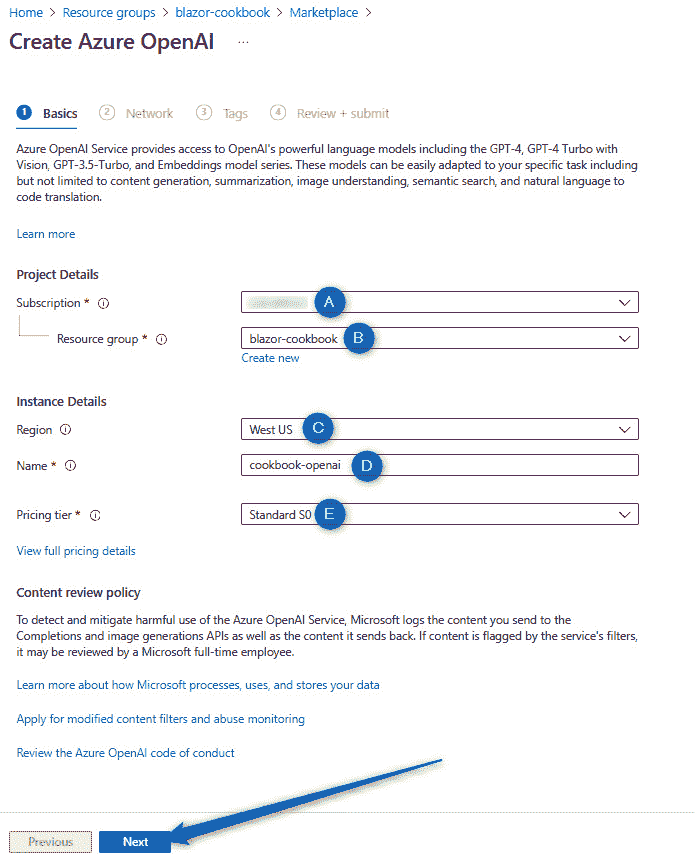 Home > Resource groups > blazor-cookbook > Marketplace >
Create Azure OpenAI ...
1 Basics 2 Network 3 Tags 4 Review + submit
Azure OpenAI Service provides access to OpenAI's powerful language models including the GPT-4, GPT-4 Turbo with
Vision, GPT-3.5-Turbo, and Embeddings model series. These models can be easily adapted to your specific task including
but not limited to content generation, summarization, image understanding, semantic search, and natural language to
code translation.
Learn more
Project Details
Subscription * A
Resource group * blazor-cookbook B
Create new
Instance Details
Region West US C
Name * cookbook-openai D
Pricing tier * Standard S0 E
View full pricing details
Content review policy
To detect and mitigate harmful use of the Azure OpenAI Service, Microsoft logs the content you send to the
Completions and image generations APIs as well as the content it sends back. If content is flagged by the service's filters,
it may be reviewed by a Microsoft full-time employee.
Learn more about how Microsoft processes, uses, and stores your data
Apply for modified content filters and abuse monitoring
Review the Azure OpenAI code of conduct
Previous Next